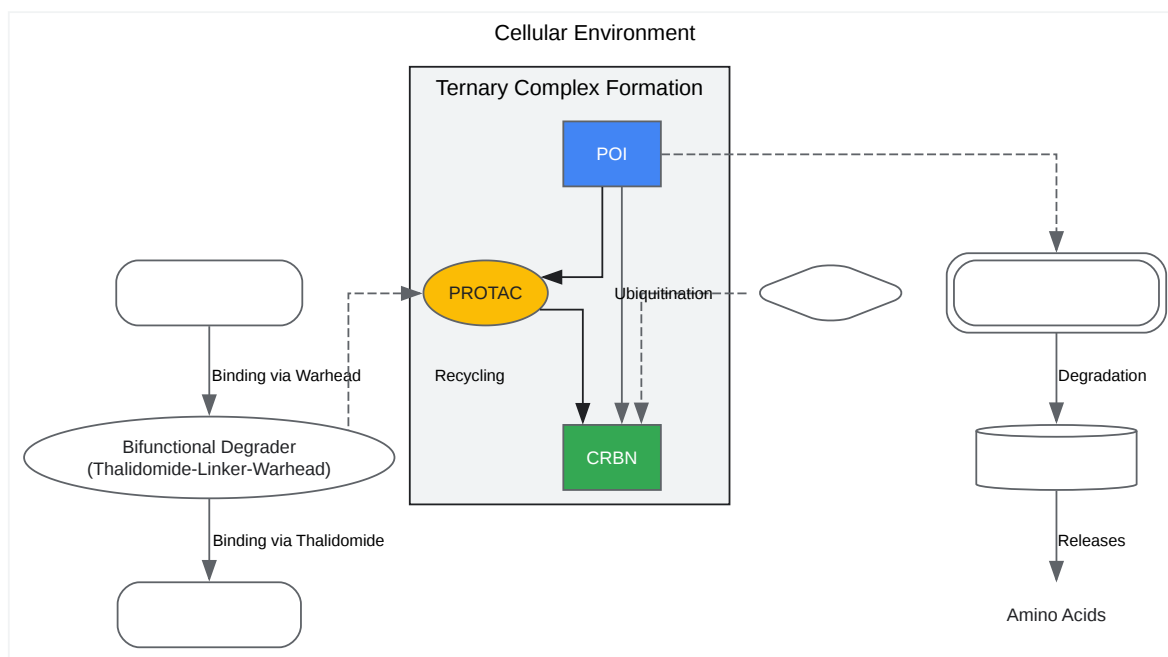 Cellular Environment
Ternary Complex Formation
POI
PROTAC
Ubiquitination
Binding via Warhead
Recycling
Degradation
Bifunctional Degrader
(Thalidomide-Linker-Warhead)
CRBN
Binding via Thalidomide
Releases
Amino Acids